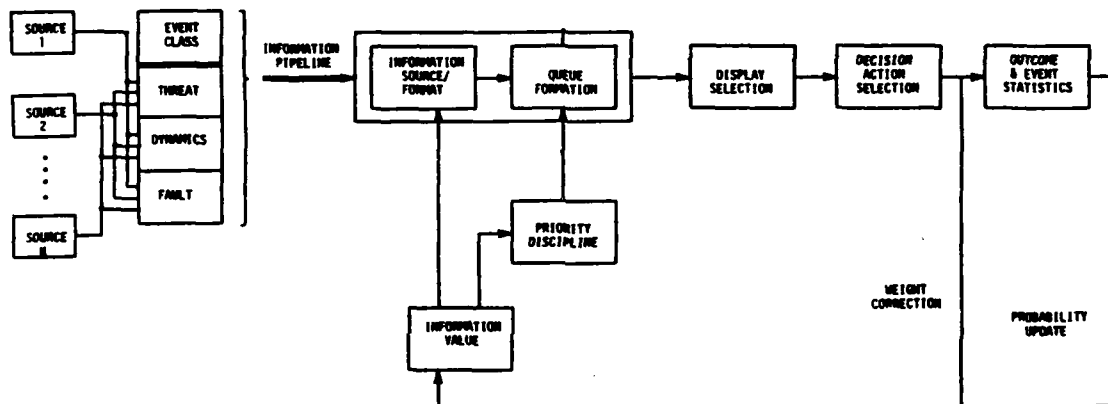 SOURCE
1
SOURCE
2
SOURCE
N
EVENT
CLASS
THREAT
DYNAMICS
FAULT
INFORMATION
PIPELINE
INFORMATION
SOURCE/
FORMAT
QUEUE
FORMATION
DISPLAY
SELECTION
DECISION
ACTION
SELECTION
OUTCOME
& EVENT
STATISTICS
PRIORITY
DISCIPLINE
INFORMATION
VALUE
WEIGHT
CORRECTION
PROBABILITY
UPDATE